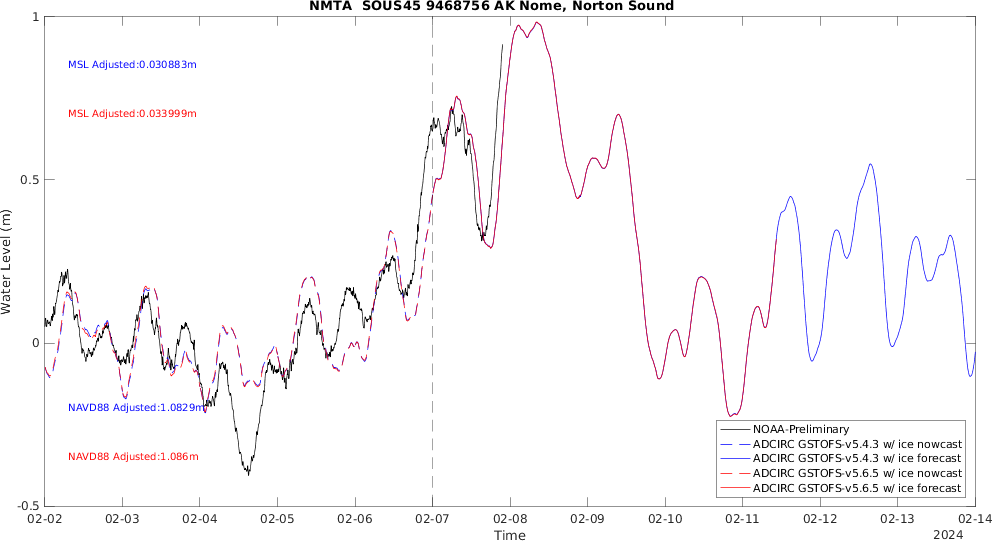 NMTA SOUS45 9468756 AK Nome, Norton Sound
1
MSL Adjusted:0.030883m
MSL Adjusted:0.033999m
0.5
Water Level (m)
0
NAVD88 Adjusted:1.0829m
NAVD88 Adjusted:1.086m
-0.5
NOAA-Preliminary
ADCIRC GSTOFS-v5.4.3 w/ ice nowcast
ADCIRC GSTOFS-v5.4.3 w/ ice forecast
ADCIRC GSTOFS-v5.6.5 w/ ice nowcast
ADCIRC GSTOFS-v5.6.5 w/ ice forecast
02-02 02-03 02-04 02-05 02-06 02-07 02-08 02-09 02-10 02-11 02-12 02-13 02-14
Time
2024